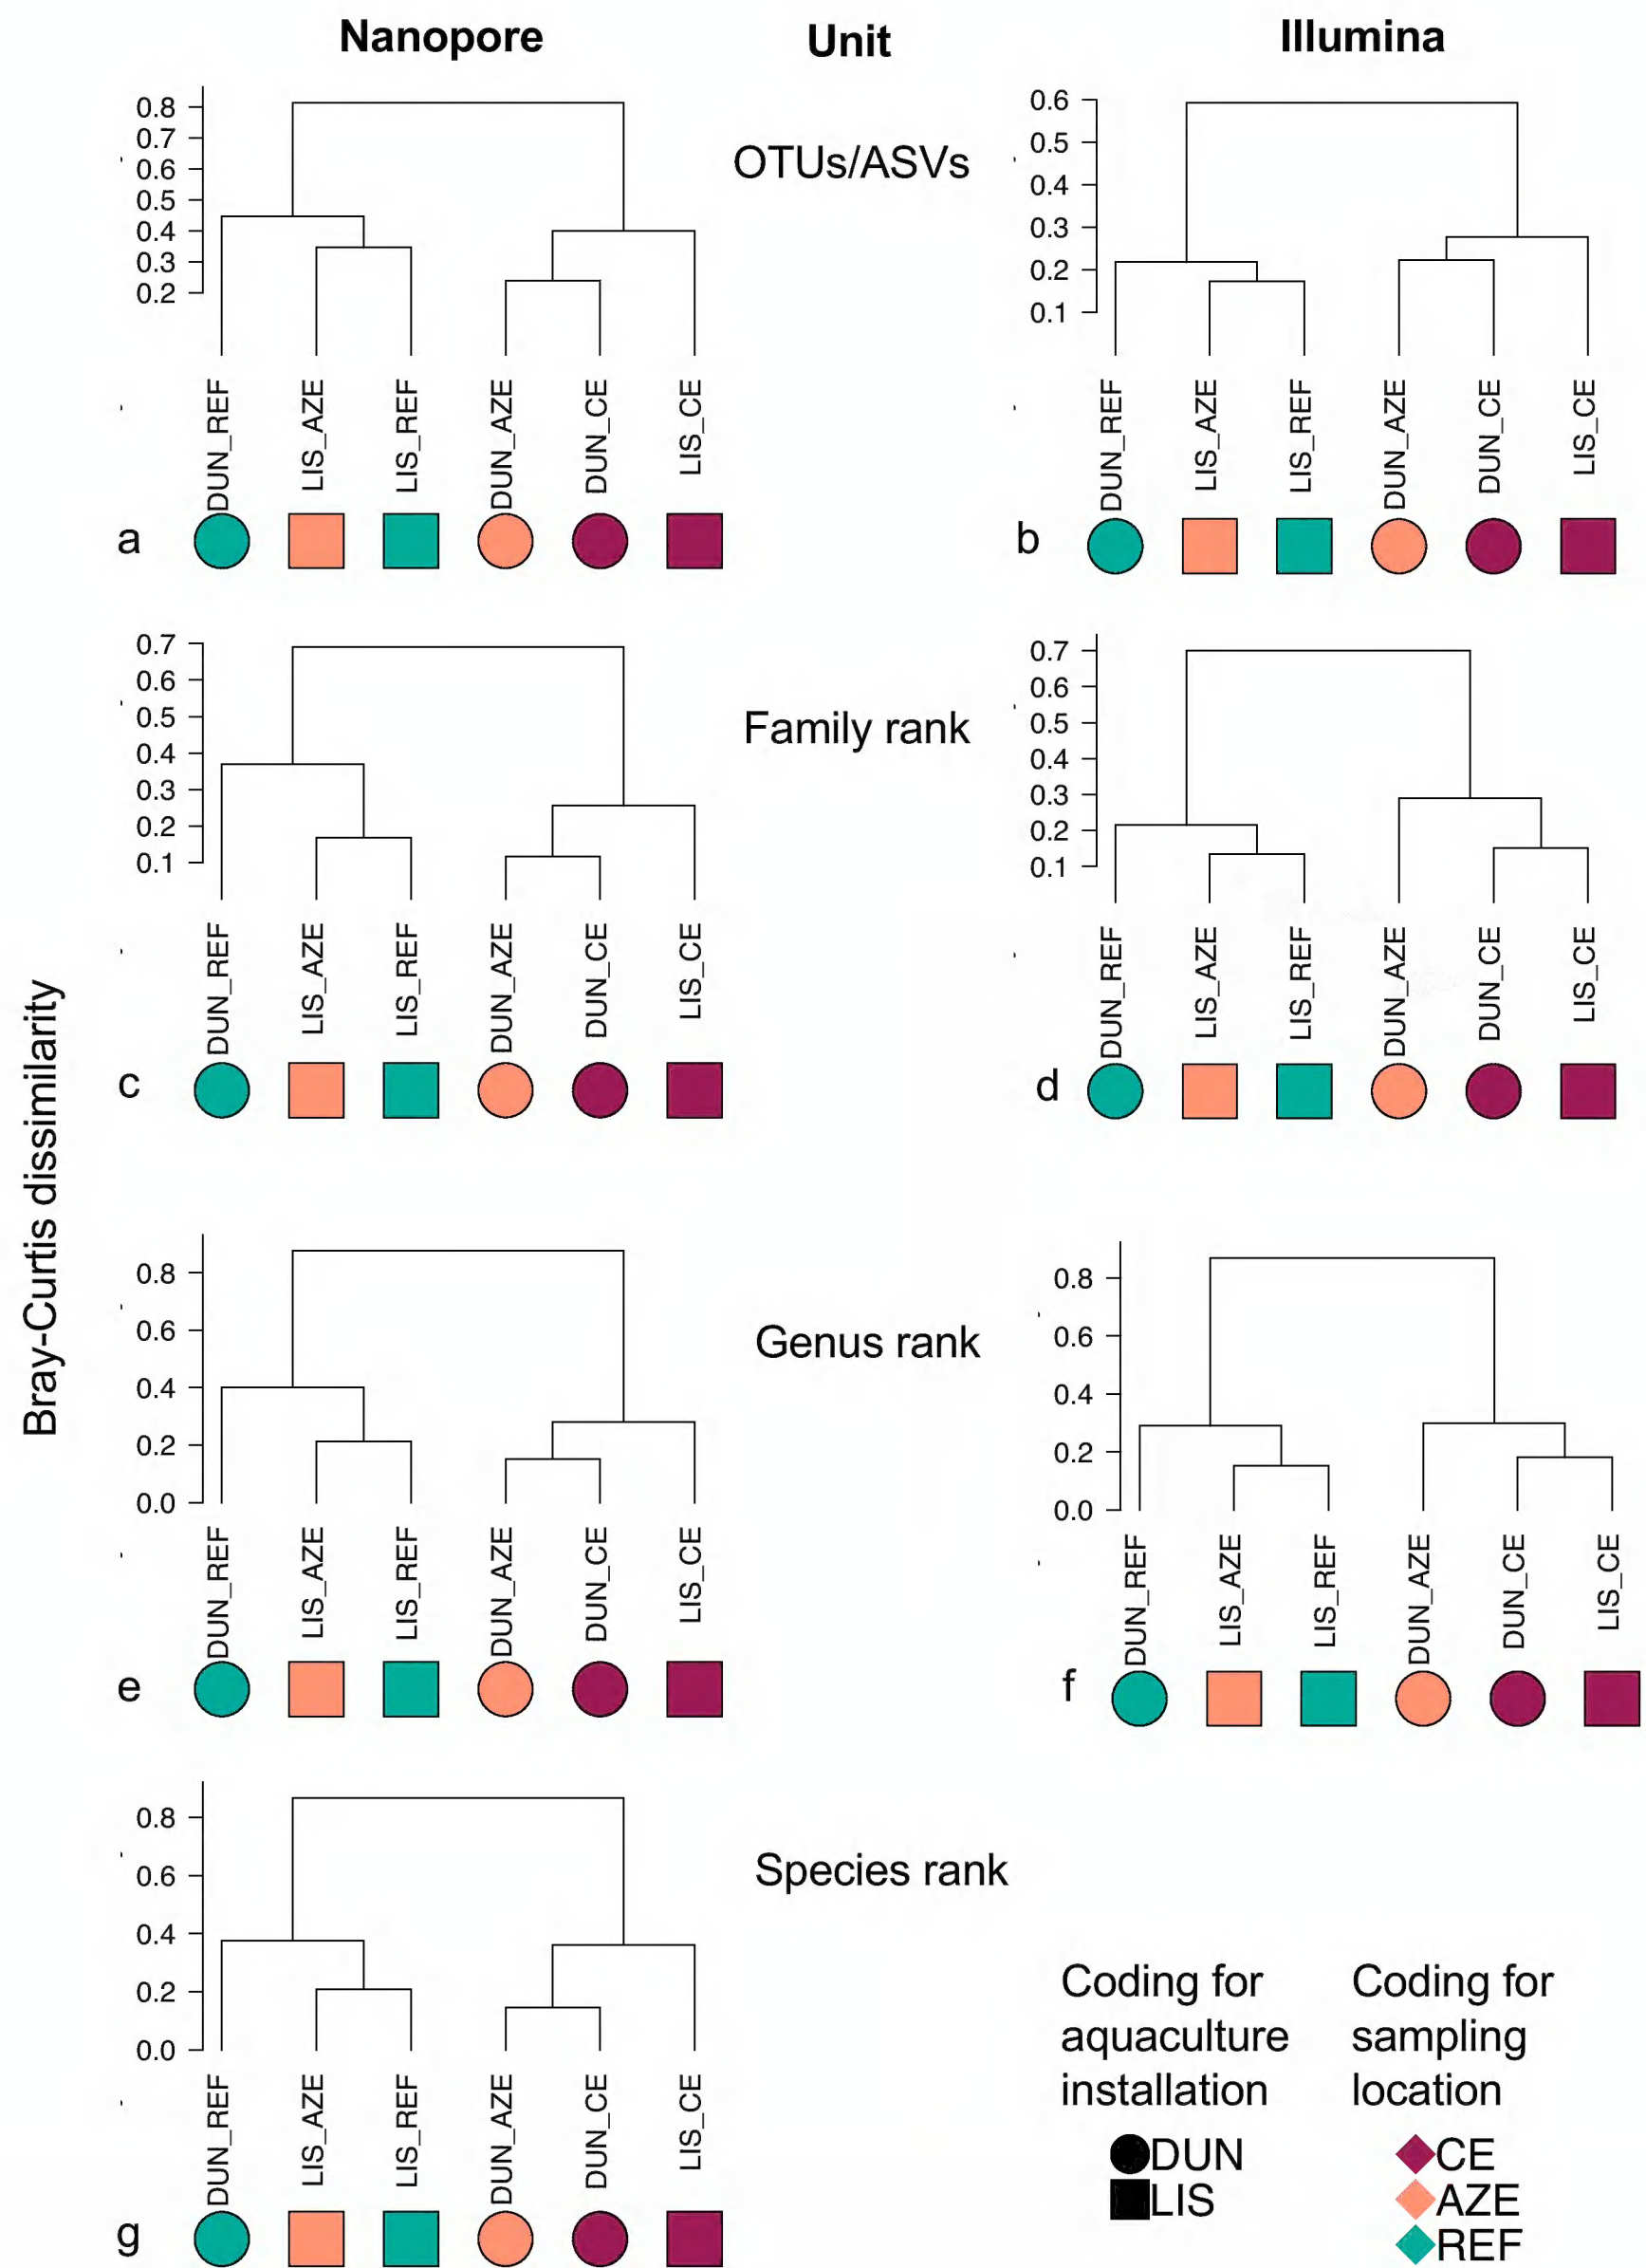 Nanopore
Unit
Illumina
Bray-Curtis dissimilarity
0.8
0.7
0.6
0.5
0.4
0.3
0.2
DUN_REF
LIS_AZE
LIS_REF
DUN_AZE
DUN_CE
LIS_CE
a
OTUs/ASVs
0.6
0.5
0.4
0.3
0.2
0.1
DUN_REF
LIS_AZE
LIS_REF
DUN_AZE
DUN_CE
LIS_CE
b
0.7
0.6
0.5
0.4
0.3
0.2
0.1
DUN_REF
LIS_AZE
LIS_REF
DUN_AZE
DUN_CE
LIS_CE
c
Family rank
0.7
0.6
0.5
0.4
0.3
0.2
0.1
DUN_REF
LIS_AZE
LIS_REF
DUN_AZE
DUN_CE
LIS_CE
d
0.8
0.6
0.4
0.2
0.0
DUN_REF
LIS_AZE
LIS_REF
DUN_AZE
DUN_CE
LIS_CE
e
Genus rank
0.8
0.6
0.4
0.2
0.0
DUN_REF
LIS_AZE
LIS_REF
DUN_AZE
DUN_CE
LIS_CE
f
0.8
0.6
0.4
0.2
0.0
DUN_REF
LIS_AZE
LIS_REF
DUN_AZE
DUN_CE
LIS_CE
g
Species rank
Coding for
aquaculture
installation
DUN
LIS
Coding for
sampling
location
CE
AZE
REF